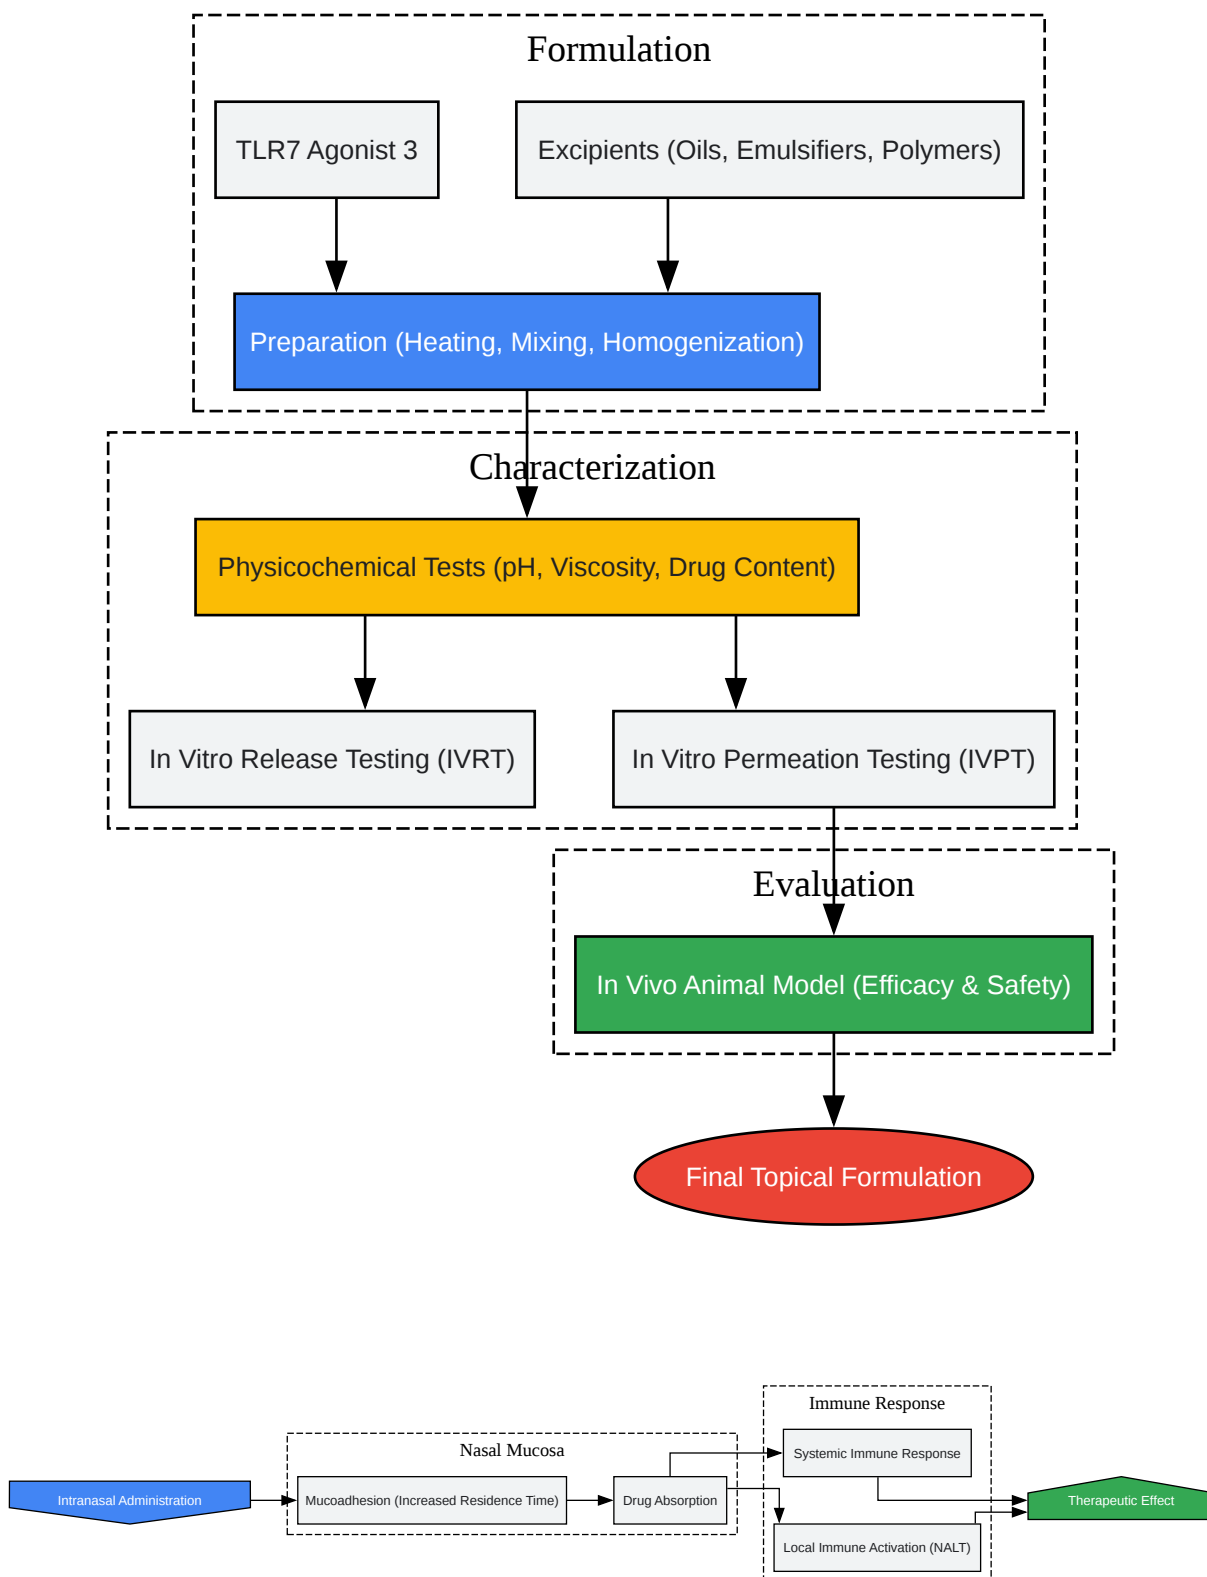 Formulation
TLR7 Agonist 3
Excipients (Oils, Emulsifiers, Polymers)
Preparation (Heating, Mixing, Homogenization)
Characterization
Physicochemical Tests (pH, Viscosity, Drug Content)
In Vitro Release Testing (IVRT)
In Vitro Permeation Testing (IVPT)
Evaluation
In Vivo Animal Model (Efficacy & Safety)
Final Topical Formulation
Immune Response
Nasal Mucosa
Systemic Immune Response
Intranasal Administration
Mucoadhesion (Increased Residence Time)
Drug Absorption
Therapeutic Effect
Local Immune Activation (NALT)